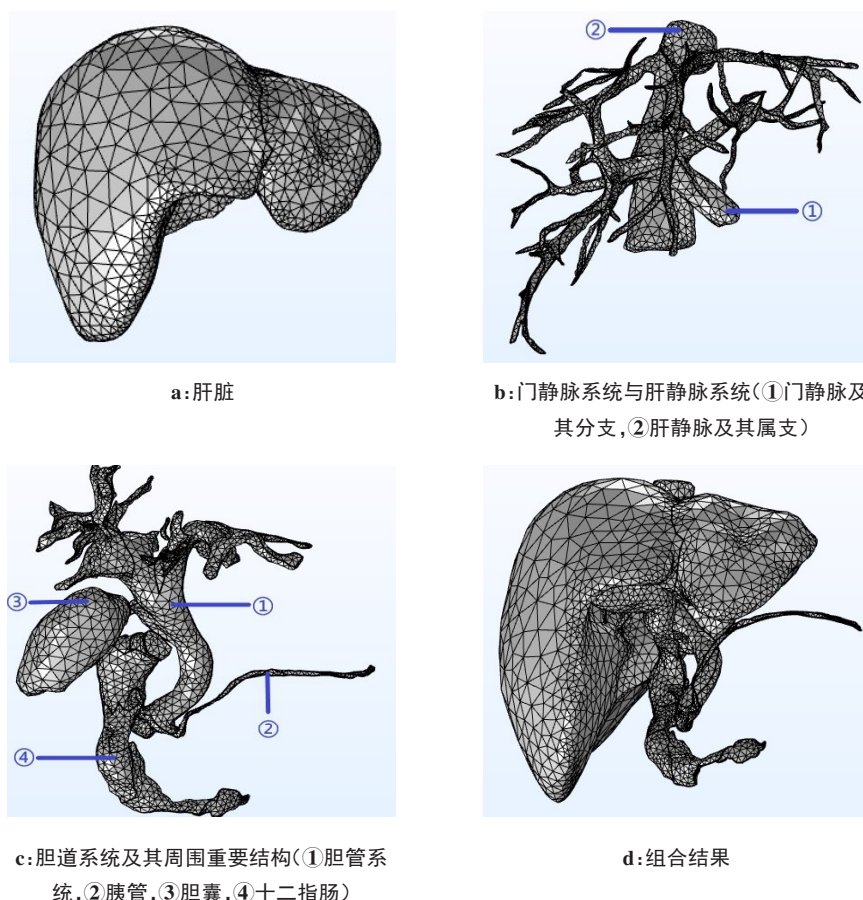 ②
①
a:肝脏
b:门静脉系统与肝静脉系统(①门静脉及
其分支,②肝静脉及其属支)
③
①
②
④
c:胆道系统及其周围重要结构(①胆管系
统,②胰管,③胆囊,④十二指肠)
d:组合结果